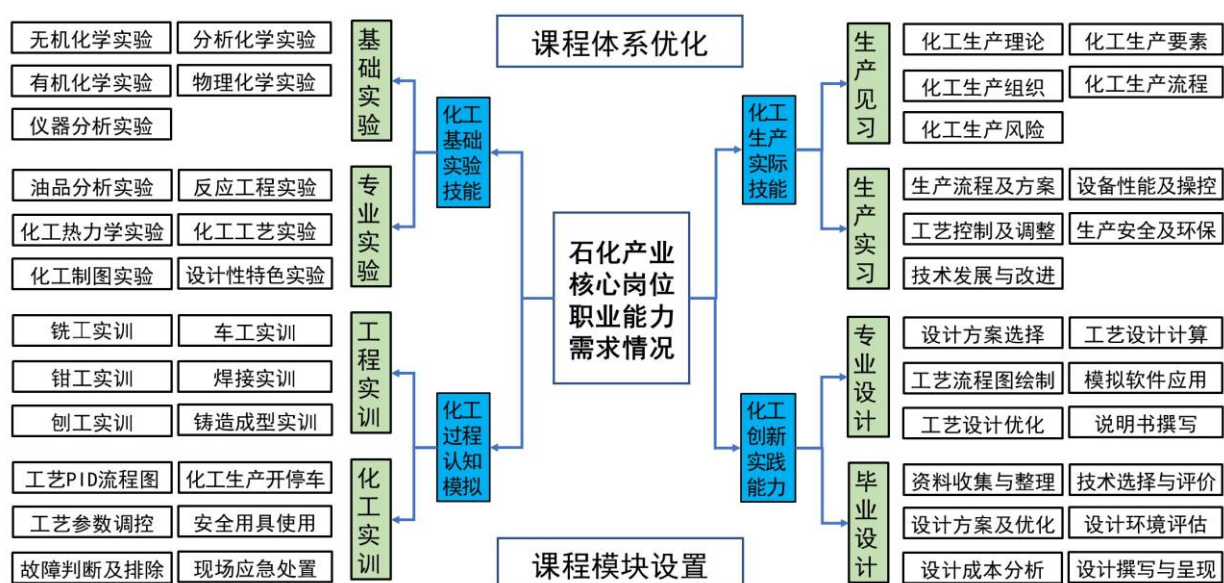 课程体系优化
无机化学实验
分析化学实验
有机化学实验
物理化学实验
仪器分析实验
基础实验
油品分析实验
反应工程实验
化工热力学实验
化工工艺实验
化工制图实验
设计性特色实验
专业实验
化工
基础
实验
技能
铣工实训
车工实训
钳工实训
焊接实训
刨工实训
铸造成型实训
工程实训
工艺PID流程图
化工生产开停车
工艺参数调控
安全用具使用
故障判断及排除
现场应急处置
化工实训
化工
过程
认知
模拟
石化产业
核心岗位
职业能力
需求情况
化工
生产
实际
技能
生产见习
化工生产理论
化工生产要素
化工生产组织
化工生产流程
化工生产风险
生产实习
生产流程及方案
设备性能及操控
工艺控制及调整
生产安全及环保
技术发展与改进
化工
创新
实践
能力
专业设计
设计方案选择
工艺设计计算
工艺流程图绘制
模拟软件应用
工艺设计优化
说明书撰写
毕业设计
资料收集与整理
技术选择与评价
设计方案及优化
设计环境评估
设计成本分析
设计撰写与呈现
课程模块设置